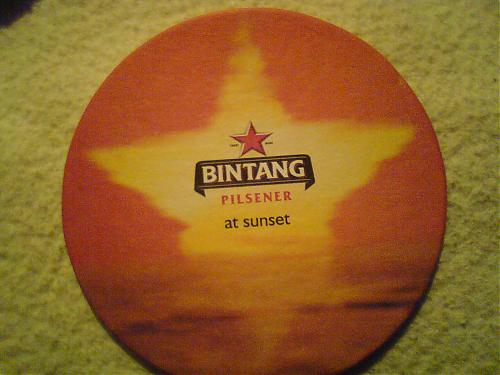 BINTANG
PILSENER
at sunset